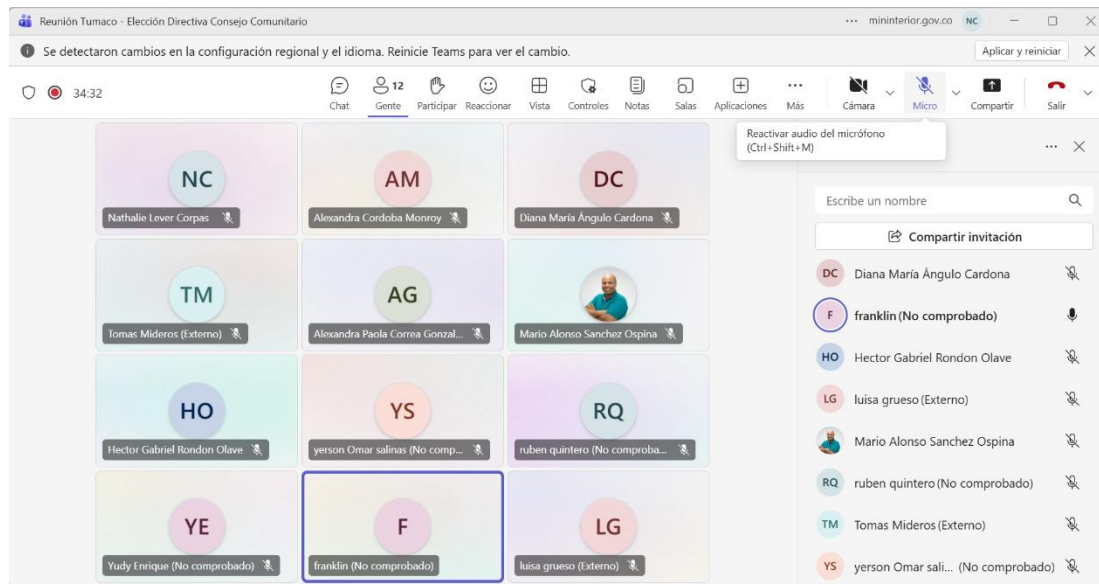 Reunión Tumaco - Elección Directiva Consejo Comunitario
mininterior.gov.co NC
Se detectaron cambios en la configuración regional y el idioma. Reinicie Teams para ver el cambio.
Aplicar y reiniciar
34:32
Chat
12
Gente
Participar
Reaccionar
Vista
Controles
Notas
Salas
Aplicaciones
Más
Cámara
Micro
Compartir
Salir
Reactivar audio del micrófono
(Ctrl+Shift+M)
NC
Nathalie Lever Corpas
AM
Alexandra Cordoba Monroy
DC
Diana María Ángulo Cardona
TM
Tomas Mideros (Externo)
AG
Alexandra Paola Correa Gonzal...
Mario Alonso Sanchez Ospina
HO
Hector Gabriel Rondon Olave
YS
yerson Omar salinas (No comp...
RQ
ruben quintero (No comproba...
YE
Yudy Enrique (No comprobado)
F
franklin (No comprobado)
LG
luisa grueso (Externo)
Escribe un nombre
Compartir invitación
DC Diana María Ángulo Cardona
F franklin (No comprobado)
HO Hector Gabriel Rondon Olave
LG luisa grueso (Externo)
Mario Alonso Sanchez Ospina
RQ ruben quintero (No comprobado)
TM Tomas Mideros (Externo)
YS yerson Omar sali... (No comprobado)